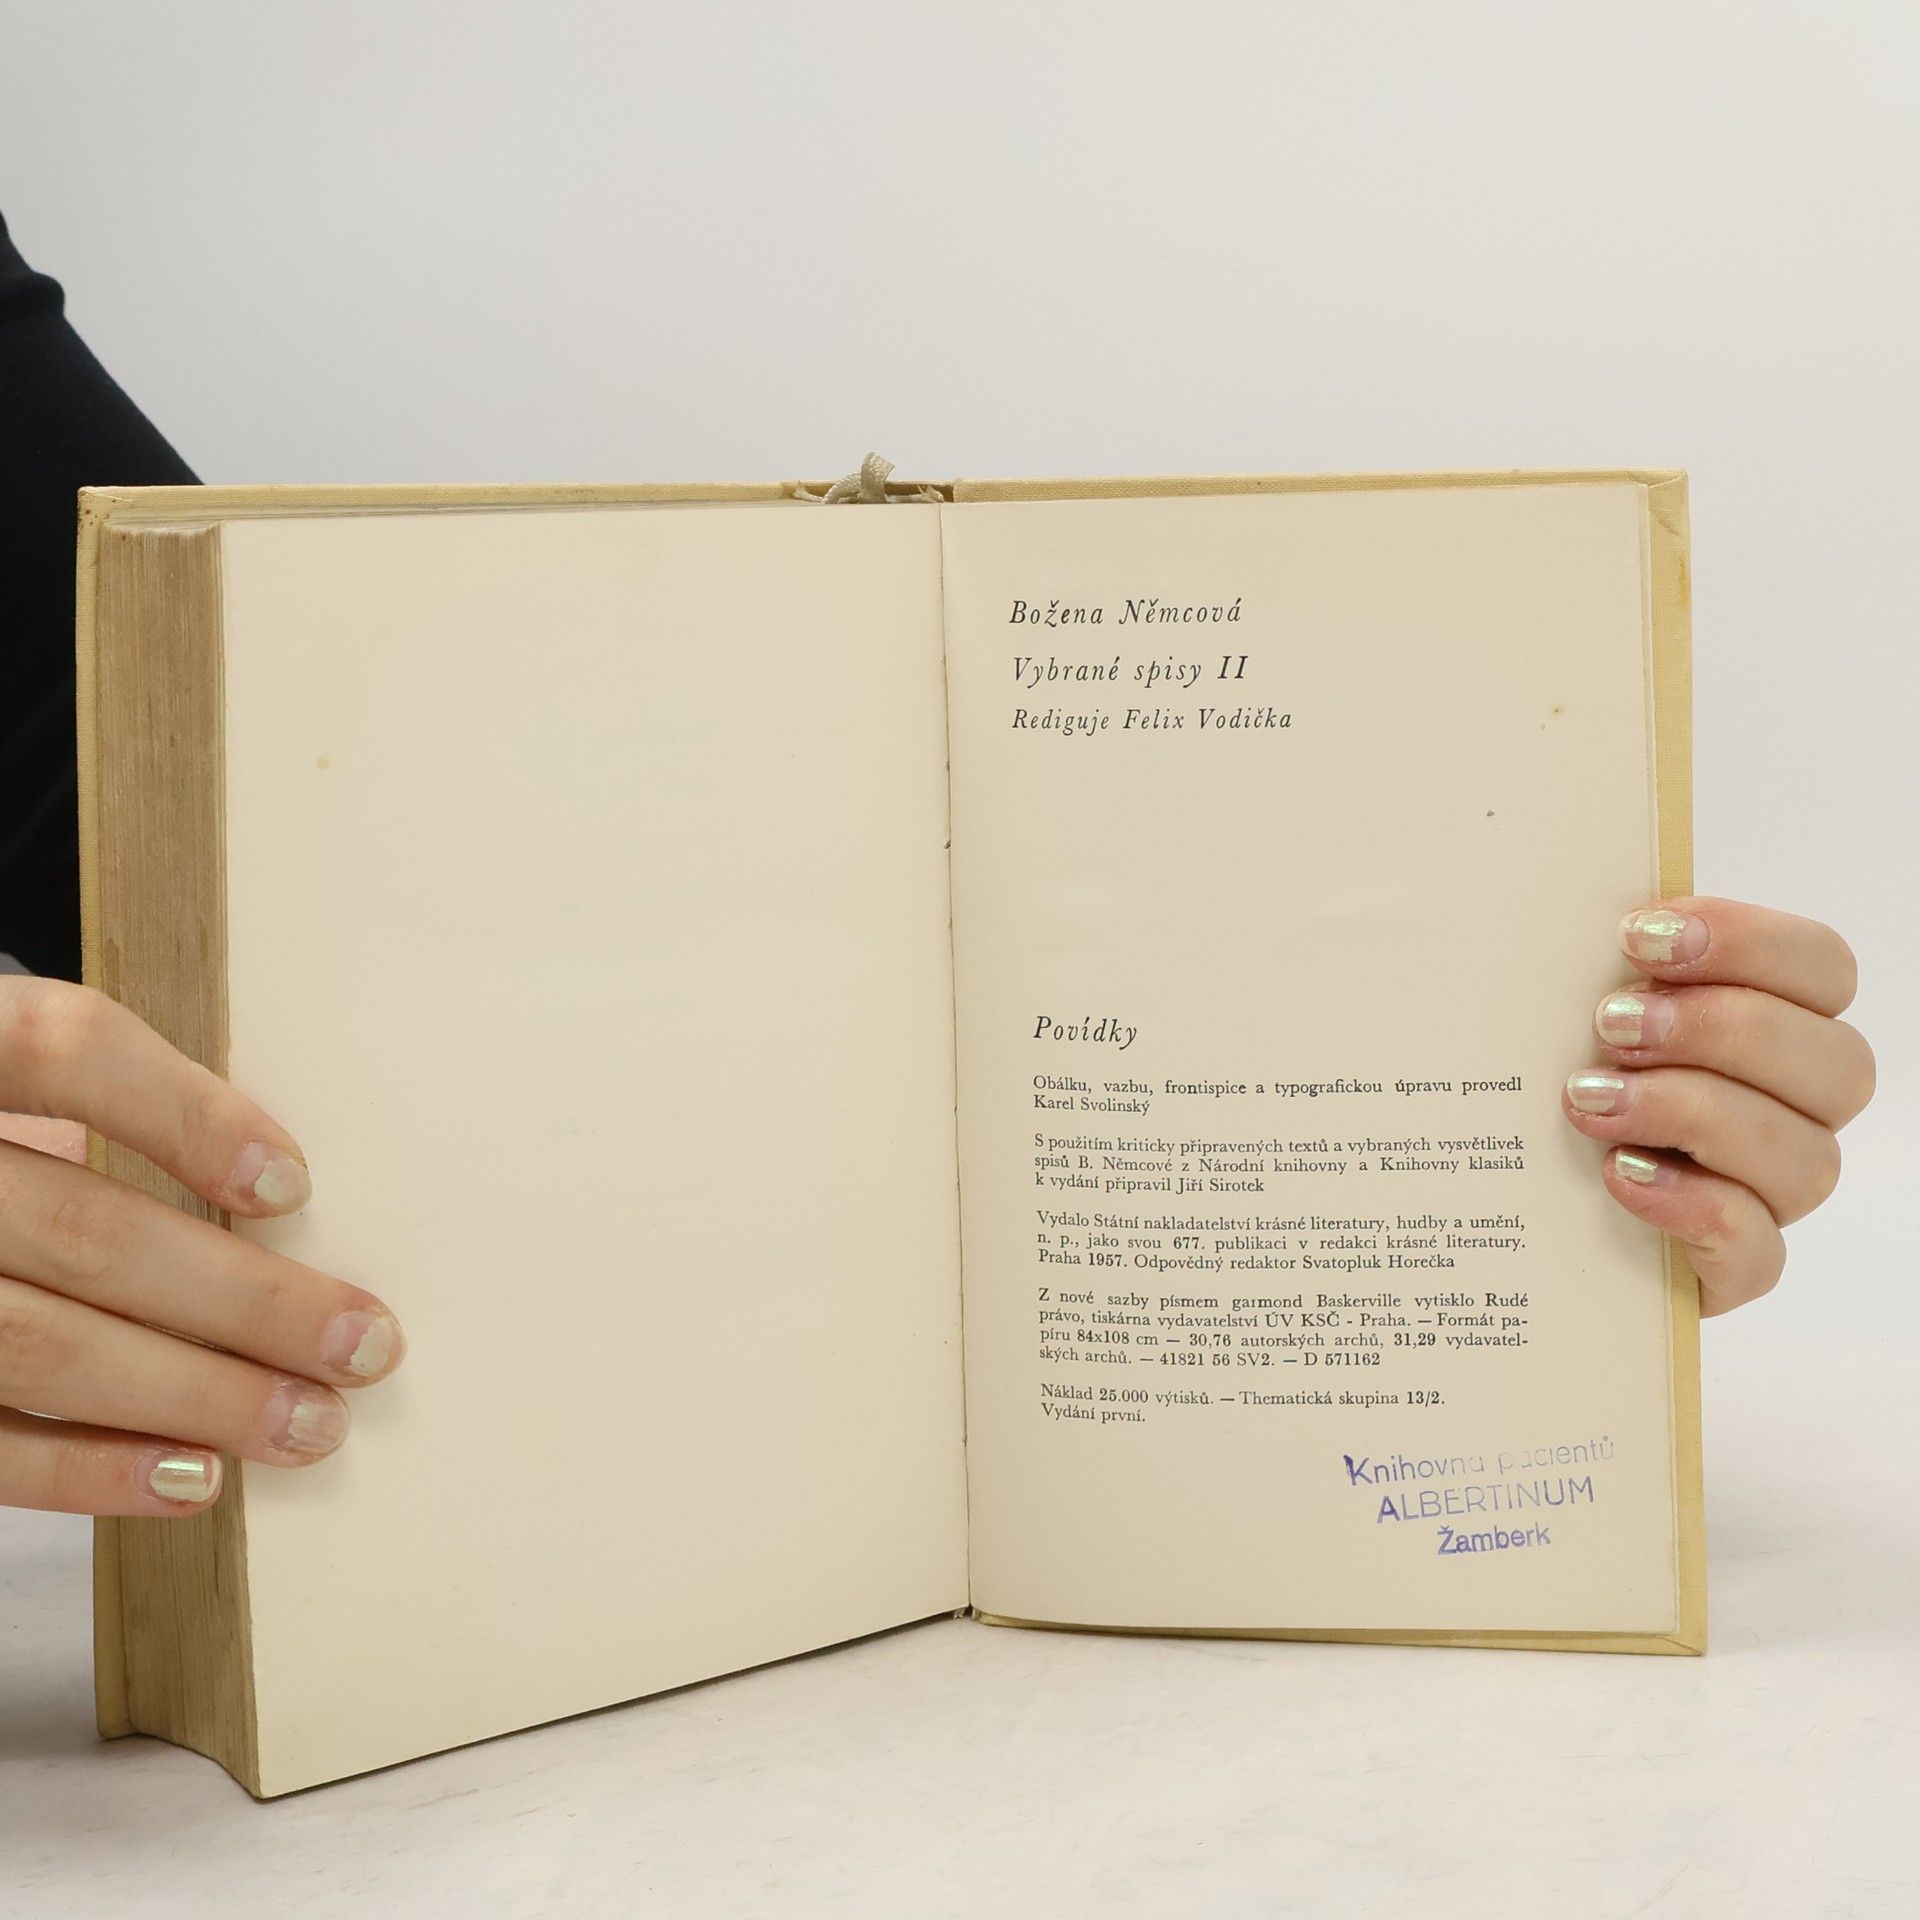 Božena Němcová
Vybrané spisy II
Rediguje Felix Vodička
Povídky
Obálku, vazbu, frontispice a typografickou úpravu provedl
Karel Svolinský
S použitím kriticky připravených textů a vybraných vysvětlivek
spisů B. Němcové z Národní knihovny a Knihovny klasiků
k vydání připravil Jiří Sirotek
Vydalo Státní nakladatelství krásné literatury, hudby a umění,
n. p., jako svou 677. publikaci v redakci krásné literatury.
Praha 1957. Odpovědný redaktor Svatopluk Horečka
Z nové sazby písmem garmond Baskerville vytisklo Rudé
právo, tiskárna vydavatelství ÚV KSČ - Praha. — Formát pa-
píru 84x108 cm — 30,76 autorských archů, 31,29 vydavatel-
ských archů. — 41821 56 SV2. — D 571162
Náklad 25.000 výtisků. — Thematická skupina 13/2.
Vydání první.
Knihovna pacientů
ALBERTINUM
Žamberk